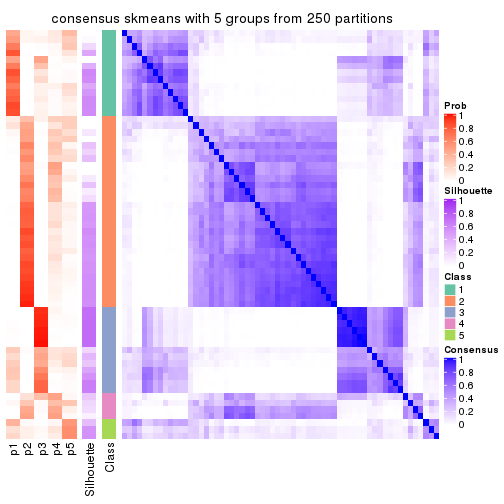 consensus skmeans with 5 groups from 250 partitions
Prob
1
0.8
0.6
0.4
0.2
0
Silhouette
1
0.8
0.6
0.4
0.2
0
Class
1
2
3
4
5
Consensus
1
0.8
0.6
0.4
0.2
0
p1
p2
p3
p4
p5
Silhouette
Class